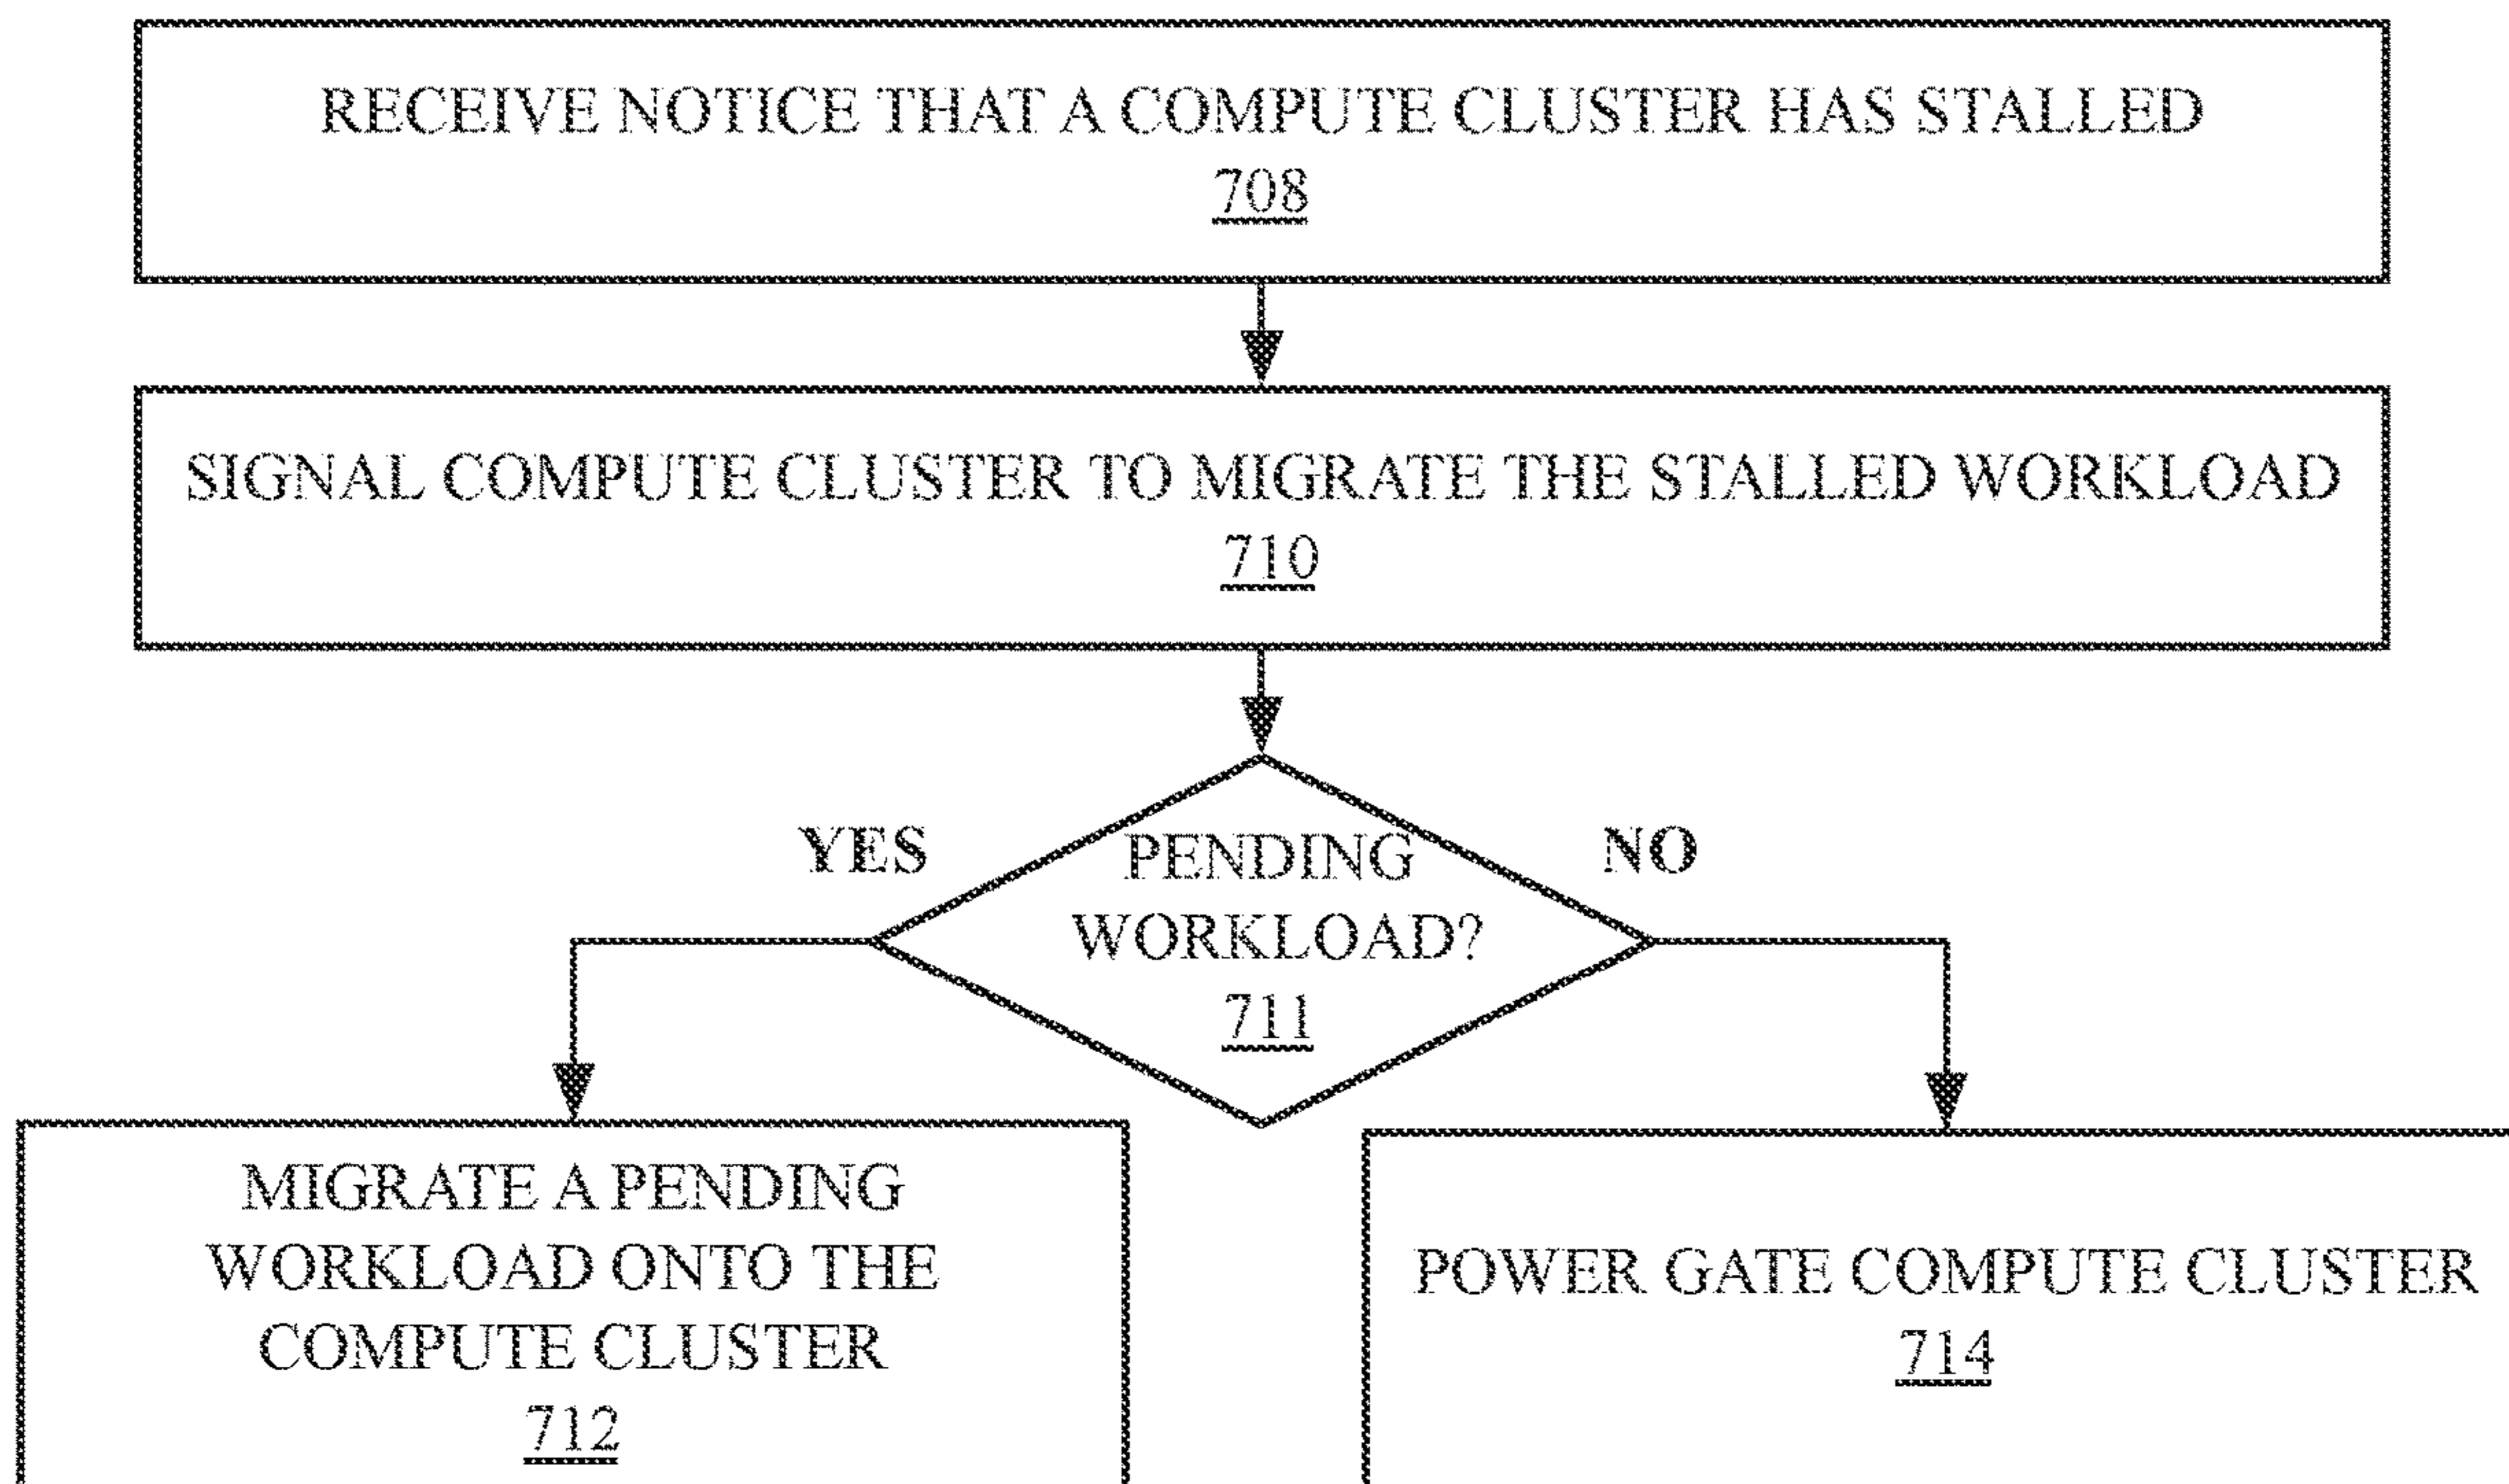 RECEIVE NOTICE THAT A COMPUTE CLUSTER HAS STALLED
708
SIGNAL COMPUTE CLUSTER TO MIGRATE THE STALLED WORKLOAD
710
YES
NO
PENDING
WORKLOAD?
711
MIGRATE A PENDING
WORKLOAD ONTO THE
COMPUTE CLUSTER
712
POWER GATE COMPUTE CLUSTER
714